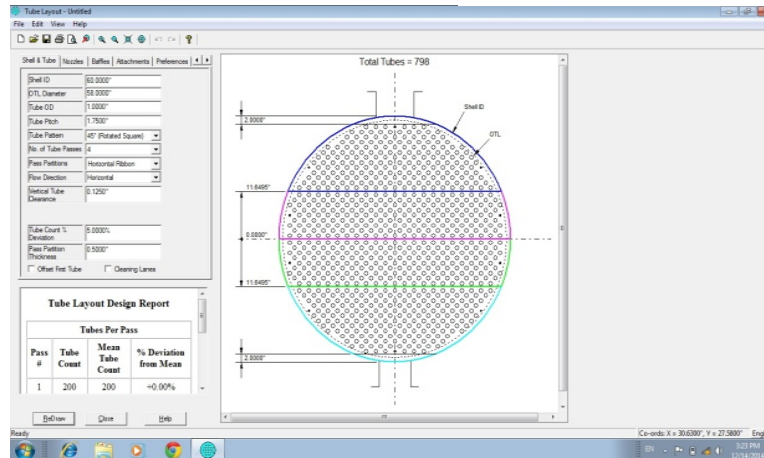 Tube Layout - Untitled
File Edit View Help
Shell & Tube Nozzles Baffles Attachments Preferences
Shell ID 60.0000"
OTL Diameter 58.0000"
Tube OD 1.0000"
Tube Pitch 1.7500"
Tube Pattern 45° (Rotated Square)
No. of Tube Passes 4
Pass Partitions Horizontal Ribbon
Flow Direction Horizontal
Vertical Tube Clearance 0.1250"
Tube Count % Deviation 5.0000%
Pass Partition Thickness 0.5000"
Offset First Tube Cleaning Lanes
Tube Layout Design Report
Tubes Per Pass
Pass # Tube Count Mean Tube Count % Deviation from Mean
1 200 200 +0.00%
ReDraw Close Help
Ready
Total Tubes = 798
Shell ID
OTL
2.0000"
11.6495"
0.0000"
11.6495"
2.0000"
Co-ords: X = 30.6300", Y = 27.5800" Engl
EN 3:23 PM
12/14/2014